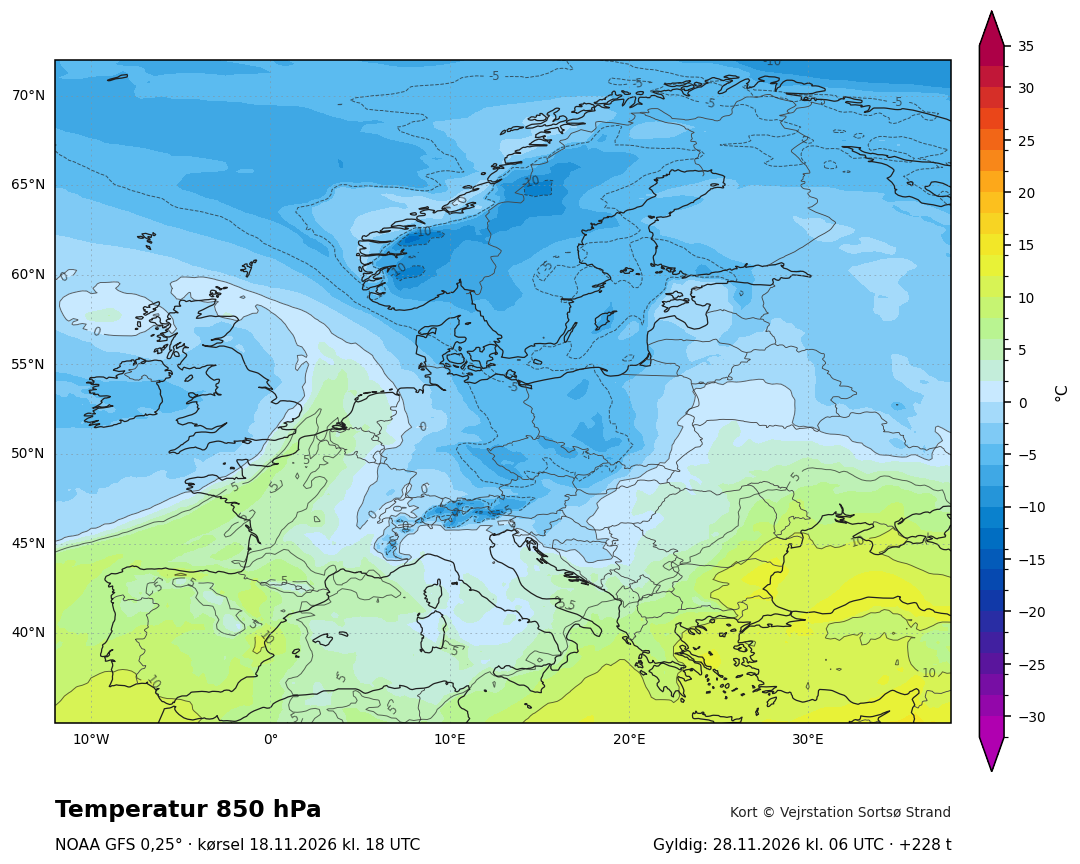 35
30
25
20
15
10
5
0
−5
−10
−15
−20
−25
−30
°C
70°N
65°N
60°N
55°N
50°N
45°N
40°N
10°W
0°
10°E
20°E
30°E
Temperatur 850 hPa
Kort © Vejrstation Sortsø Strand
NOAA GFS 0,25° · kørsel 18.11.2026 kl. 18 UTC
Gyldig: 28.11.2026 kl. 06 UTC · +228 t